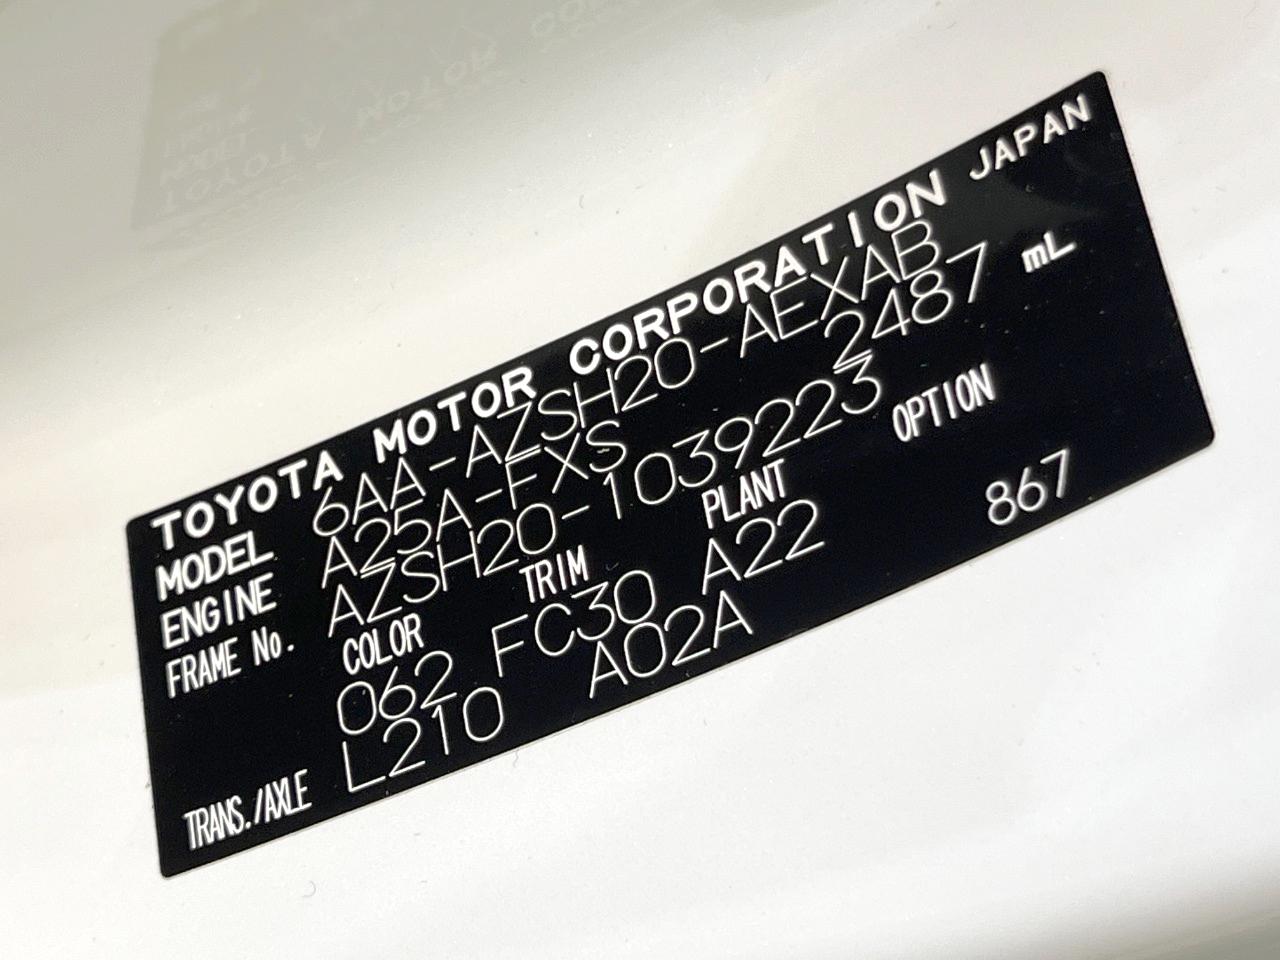 TOYOTA MOTOR CORPORATION JAPAN
MODEL 6AA-AZSH20-AEXAB
ENGINE A25A-FXS 2487 mL
FRAME No. AZSH20-1039223
COLOR TRIM PLANT OPTION
062 FC30 A22 867
TRANS./AXLE L210 A02A